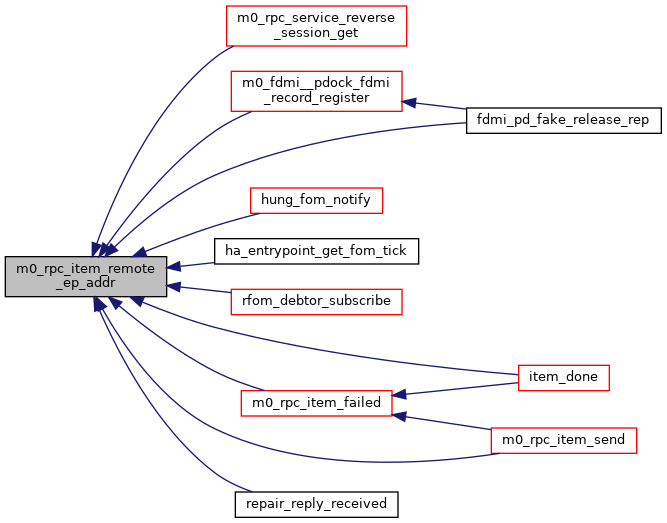 m0_rpc_service_reverse
_session_get
m0_fdmi__pdock_fdmi
_record_register
fdmi_pd_fake_release_rep
hung_fom_notify
ha_entrypoint_get_fom_tick
m0_rpc_item_remote
_ep_addr
rfom_debtor_subscribe
item_done
m0_rpc_item_failed
m0_rpc_item_send
repair_reply_received